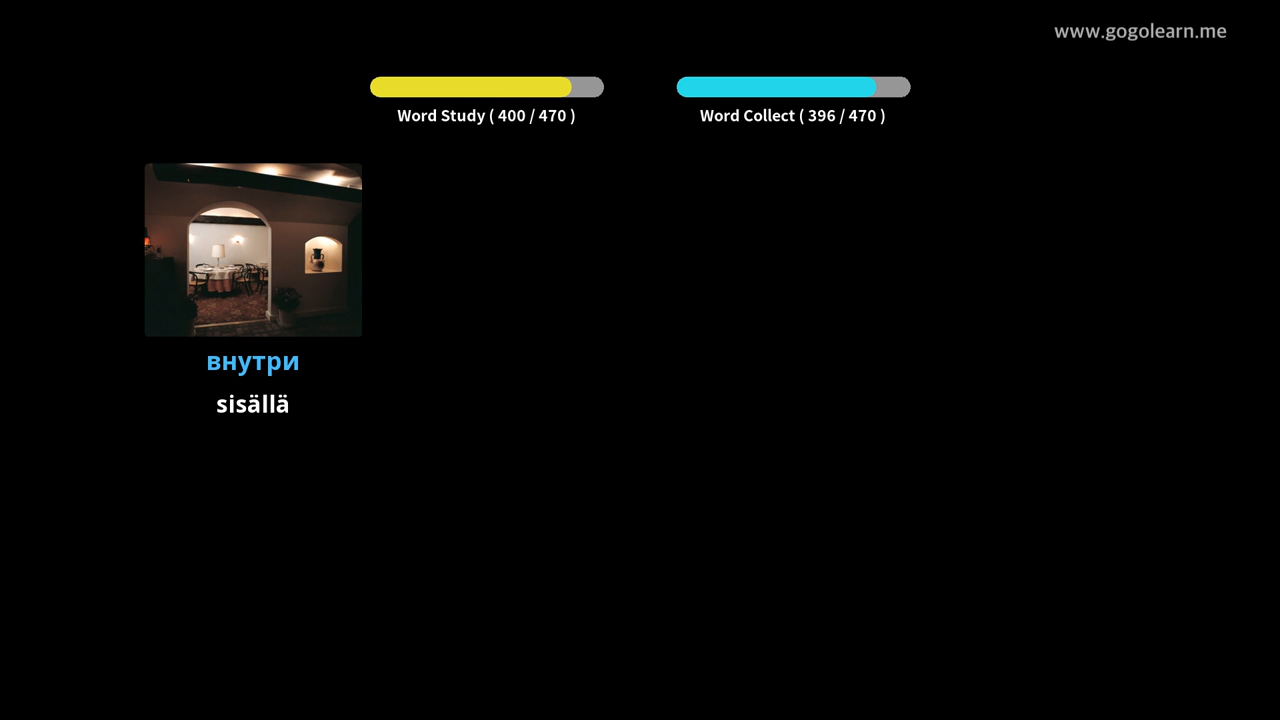 www.gogolearn.me
Word Study ( 400 / 470 )
Word Collect ( 396 / 470 )
внутри
sisällä